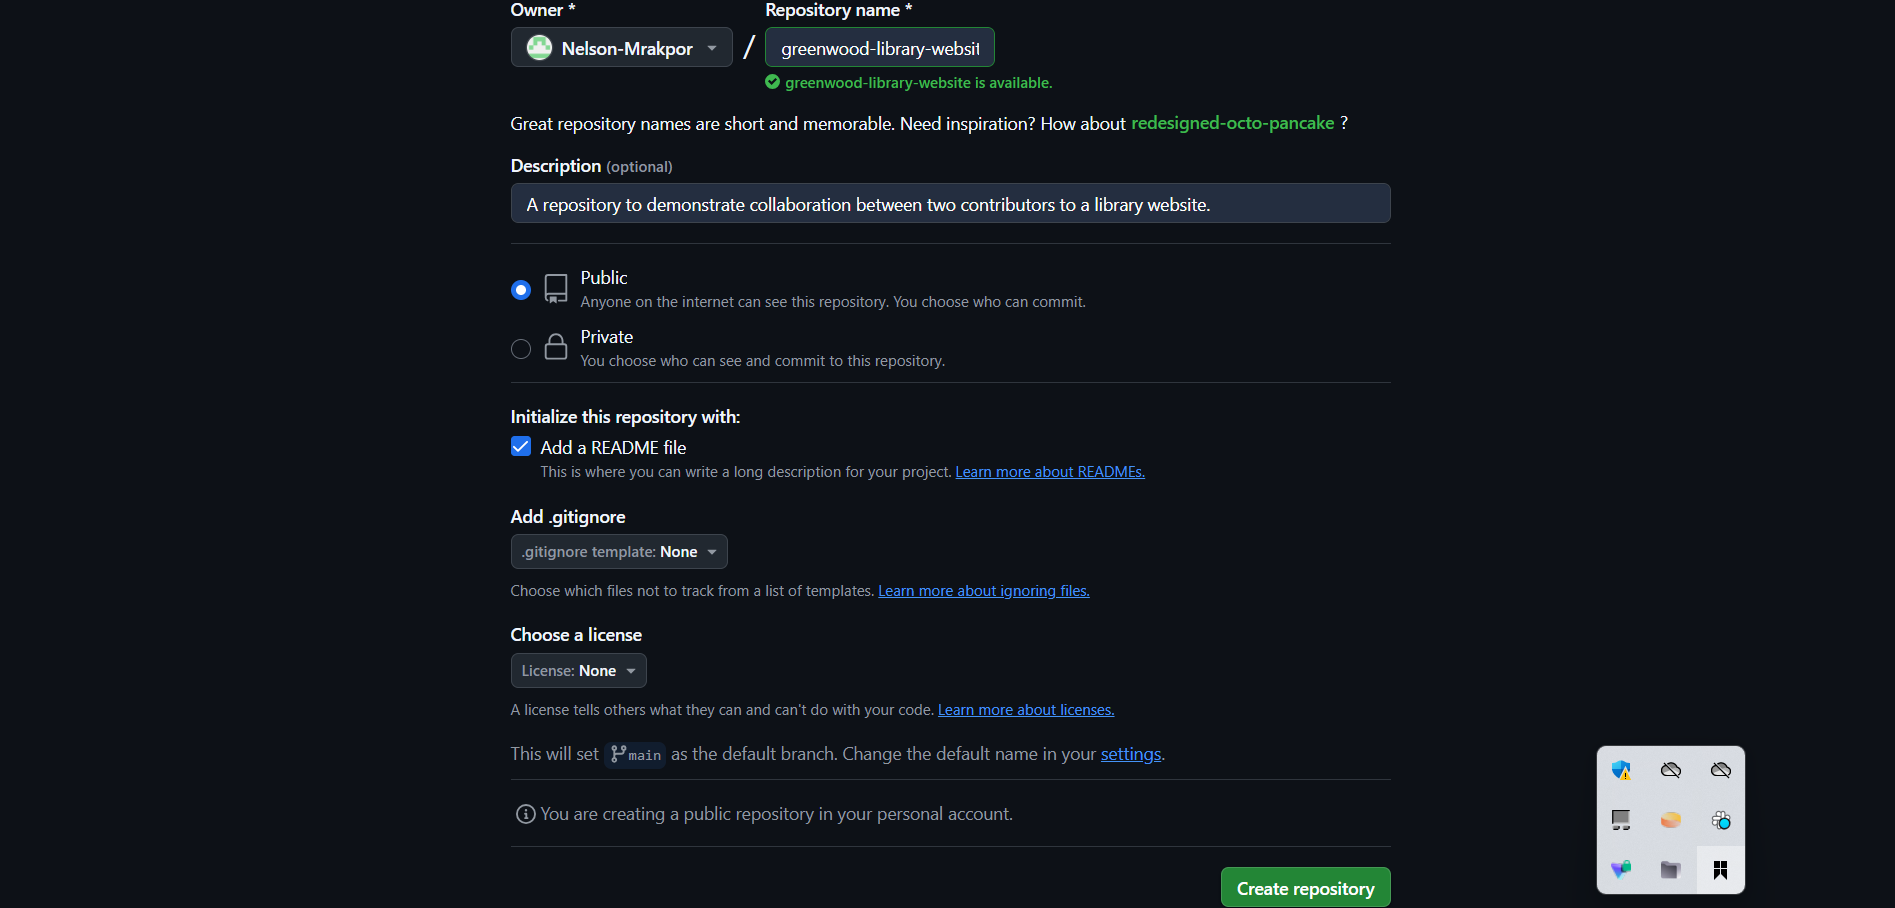 Owner * Repository name *
Nelson-Mrakpor / greenwood-library-websit
greenwood-library-website is available.
Great repository names are short and memorable. Need inspiration? How about redesigned-octo-pancake ?
Description (optional)
A repository to demonstrate collaboration between two contributors to a library website.
Public
Anyone on the internet can see this repository. You choose who can commit.
Private
You choose who can see and commit to this repository.
Initialize this repository with:
Add a README file
This is where you can write a long description for your project. Learn more about READMEs.
Add .gitignore
.gitignore template: None
Choose which files not to track from a list of templates. Learn more about ignoring files.
Choose a license
License: None
A license tells others what they can and can't do with your code. Learn more about licenses.
This will set main as the default branch. Change the default name in your settings.
You are creating a public repository in your personal account.
Create repository